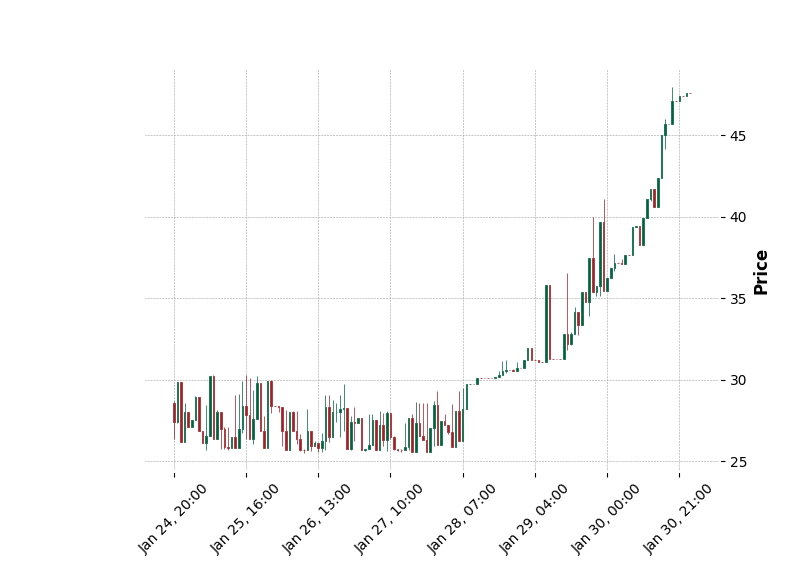 45
40
35
30
25
Price
Jan 24, 20:00
Jan 25, 16:00
Jan 26, 13:00
Jan 27, 10:00
Jan 28, 07:00
Jan 29, 04:00
Jan 30, 00:00
Jan 30, 21:00